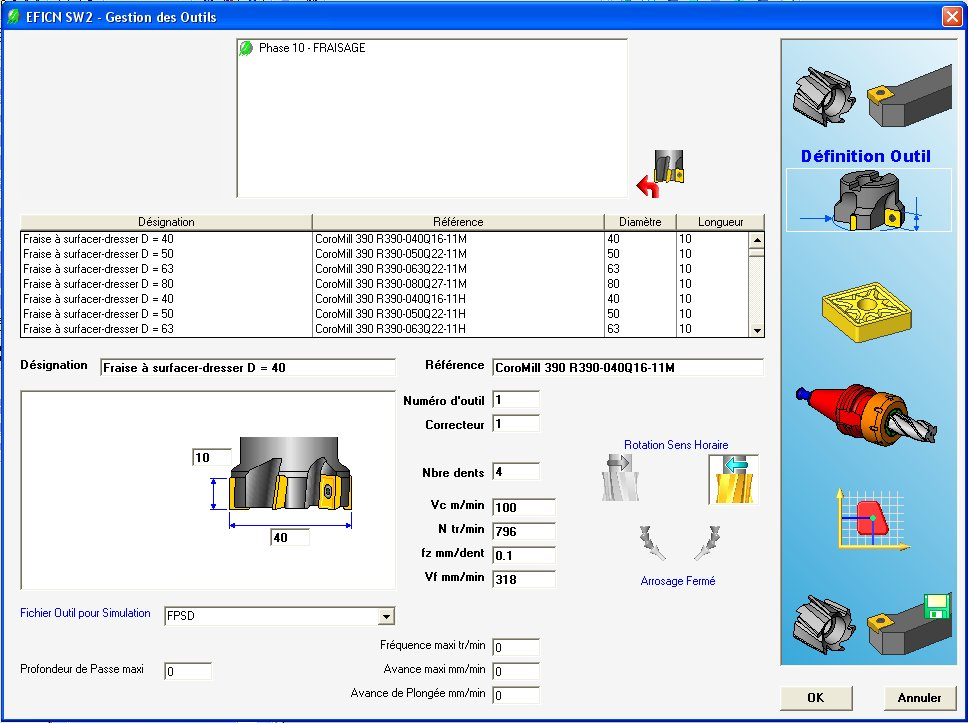 EFICN SW2 - Gestion des Outils
Phase 10 - FRAISAGE
Définition Outil
Désignation Référence Diamètre Longueur
Fraise à surfacer-dresser D = 40 CoroMill 390 R390-040Q16-11M 40 10
Fraise à surfacer-dresser D = 50 CoroMill 390 R390-050Q22-11M 50 10
Fraise à surfacer-dresser D = 63 CoroMill 390 R390-063Q22-11M 63 10
Fraise à surfacer-dresser D = 80 CoroMill 390 R390-080Q27-11M 80 10
Fraise à surfacer-dresser D = 40 CoroMill 390 R390-040Q16-11H 40 10
Fraise à surfacer-dresser D = 50 CoroMill 390 R390-050Q22-11H 50 10
Fraise à surfacer-dresser D = 63 CoroMill 390 R390-063Q22-11H 63 10
Désignation Fraise à surfacer-dresser D = 40 Référence CoroMill 390 R390-040Q16-11M
Numéro d'outil 1
Correcteur 1
Rotation Sens Horaire
10
Nbre dents 4
Vc m/min 100
N tr/min 796
40
fz mm/dent 0.1
Vf mm/min 318
Arrosage Fermé
Fichier Outil pour Simulation FPSD
Fréquence maxi tr/min 0
Profondeur de Passe maxi 0
Avance maxi mm/min 0
Avance de Plongée mm/min 0
OK Annuler